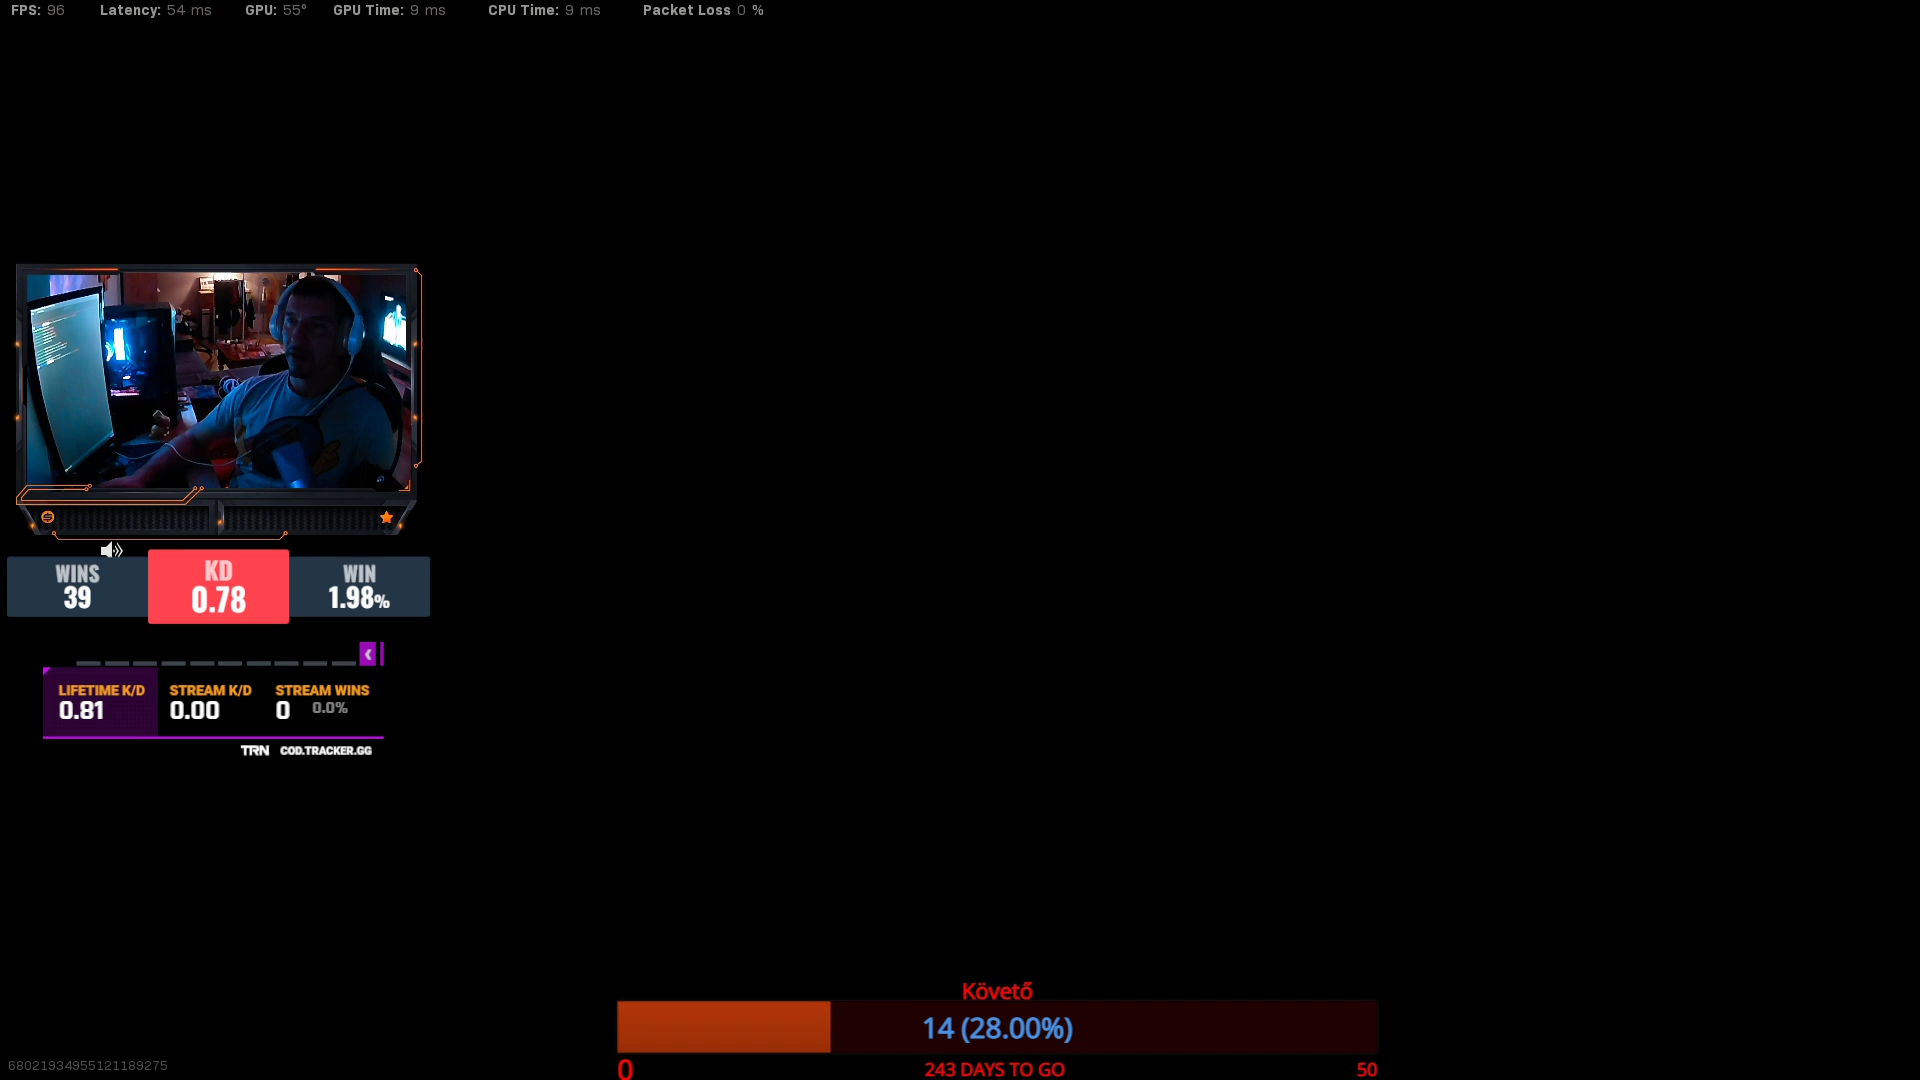 FPS: 96 Latency: 54 ms GPU: 55° GPU Time: 9 ms CPU Time: 9 ms Packet Loss 0 %
WINS KD WIN
39 0.78 1.98%
LIFETIME K/D STREAM K/D STREAM WINS
0.81 0.00 0 0.0%
TRN COD.TRACKER.GG
Követő
14 (28.00%)
0 243 DAYS TO GO 50
68021934955121189275